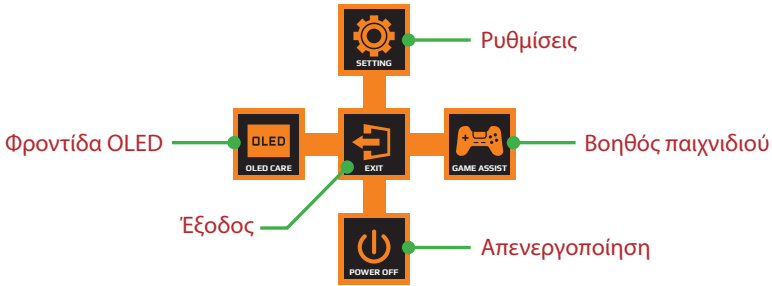 SETTING
Ρυθμίσεις
Φροντίδα OLED
OLED
OLED CARE
EXIT
GAME ASSIST
Βοηθός παιχνιδιού
Έξοδος
POWER OFF
Απενεργοποίηση